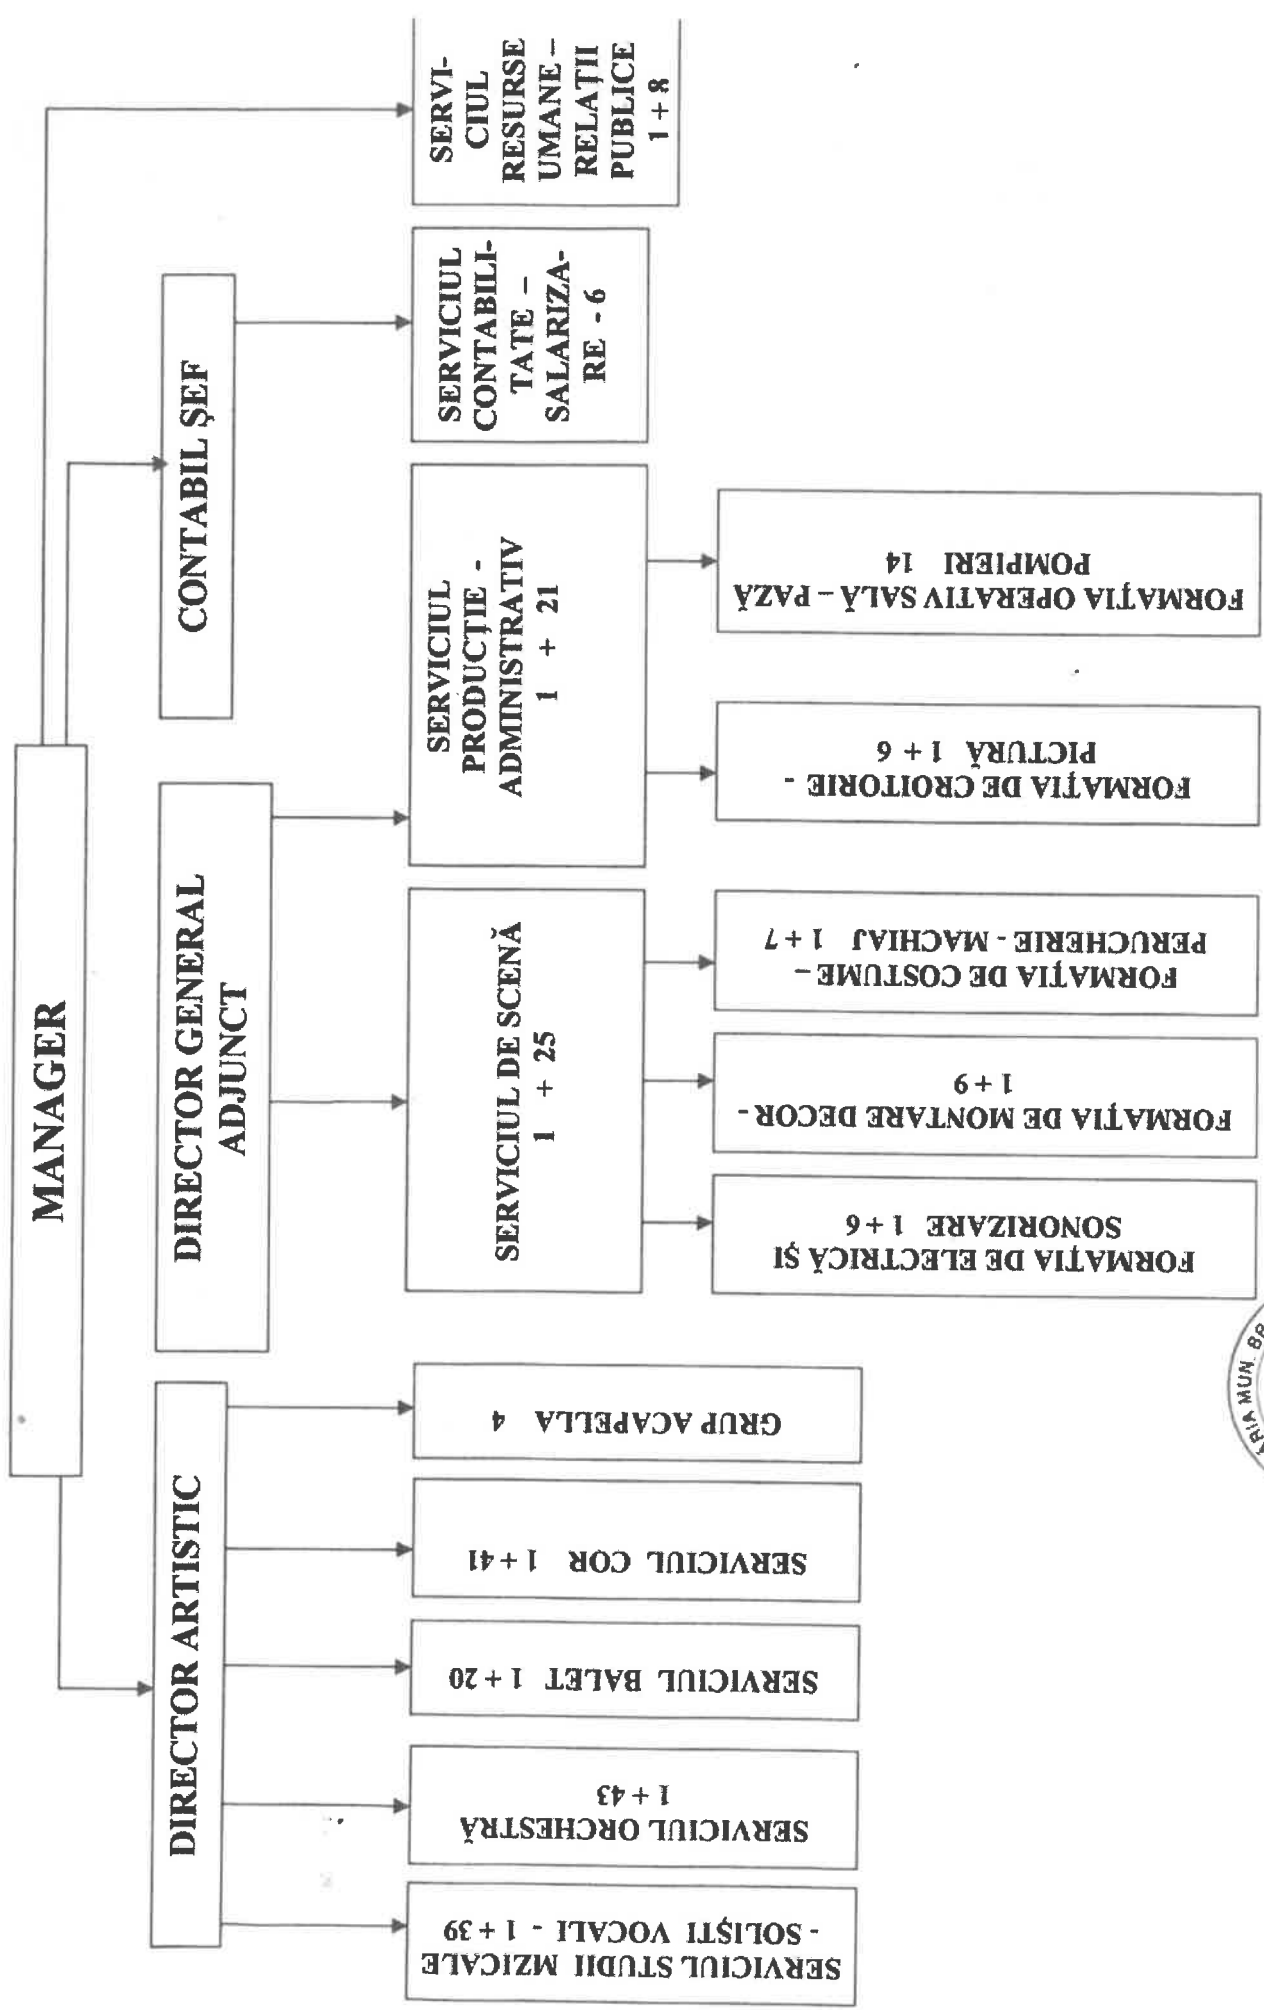 MANAGER
DIRECTOR ARTISTIC
DIRECTOR GENERAL
ADJUNCT
CONTABIL ȘEF
SERVICIUL STUDII MZICALE
- SOLIȘTI VOCALI - 1 + 39
SERVICIUL ORCHESTRĂ
1 + 43
SERVICIUL BALET 1 + 20
SERVICIUL COR 1 + 41
GRUP ACAPELLA 4
SERVICIUL DE SCENĂ
1 + 25
SERVICIUL
PRODUCȚIE -
ADMINISTRATIV
1 + 21
SERVICIUL
CONTABILI-
TATE –
SALARIZA-
RE - 6
SERVI-
CIUL
RESURSE
UMANE –
RELAȚII
PUBLICE
1 + 8
FORMAȚIA DE ELECTRICĂ ȘI
SONORIZARE 1 + 6
FORMAȚIA DE MONTARE DECOR -
1 + 9
FORMAȚIA DE COSTUME –
PERUCHERIE - MACHIAJ 1 + 7
FORMAȚIA DE CROITORIE -
PICTURĂ 1 + 6
FORMAȚIA OPERATIV SALĂ – PAZĂ
POMPIERI 14
MUN.